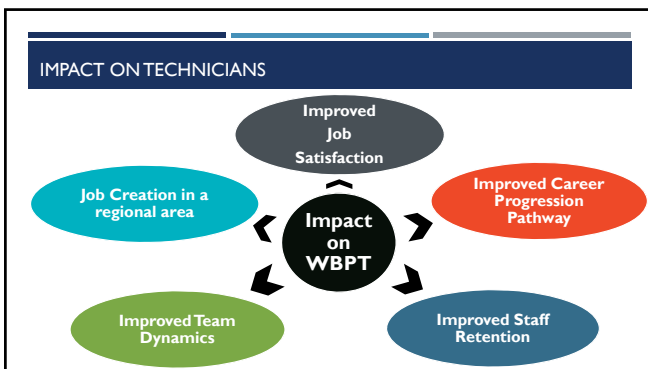 IMPACT ON TECHNICIANS
Improved
Job
Satisfaction
Job Creation in a
regional area
Improved Career
Progression
Pathway
Impact
on
WBPT
Improved Team
Dynamics
Improved Staff
Retention